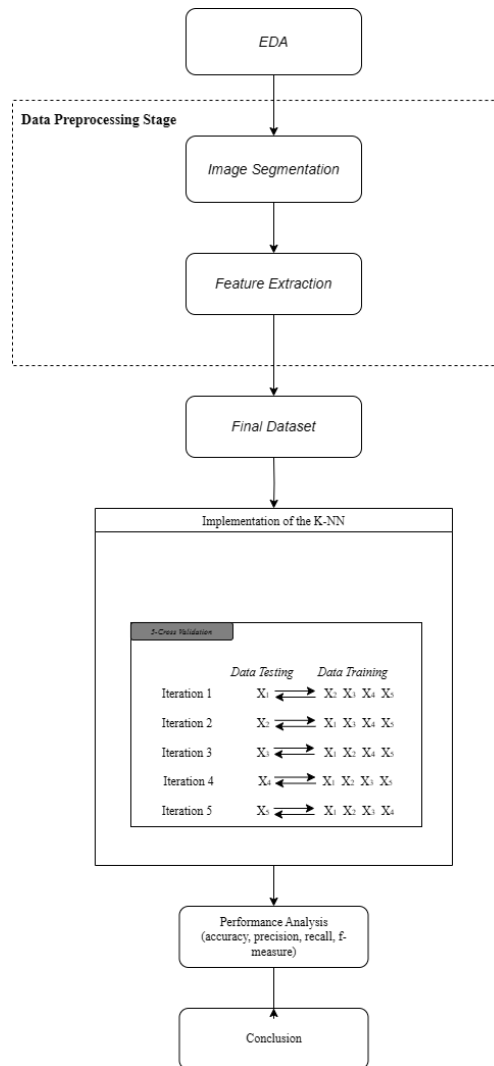 EDA
Data Preprocessing Stage
Image Segmentation
Feature Extraction
Final Dataset
Implementation of the K-NN
5-Cross Validation
Data Testing Data Training
Iteration 1 X₁ X₂ X₃ X₄ X₅
Iteration 2 X₂ X₁ X₃ X₄ X₅
Iteration 3 X₃ X₁ X₂ X₄ X₅
Iteration 4 X₄ X₁ X₂ X₃ X₅
Iteration 5 X₅ X₁ X₂ X₃ X₄
Performance Analysis
(accuracy, precision, recall, f-
measure)
Conclusion